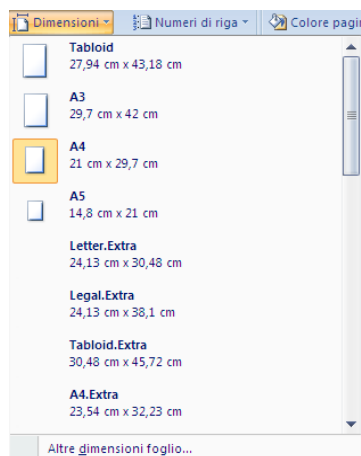 Dimensioni Numeri di riga Colore pagin
Tabloid
27,94 cm x 43,18 cm
A3
29,7 cm x 42 cm
A4
21 cm x 29,7 cm
A5
14,8 cm x 21 cm
Letter.Extra
24,13 cm x 30,48 cm
Legal.Extra
24,13 cm x 38,1 cm
Tabloid.Extra
30,48 cm x 45,72 cm
A4.Extra
23,54 cm x 32,23 cm
Altre dimensioni foglio...